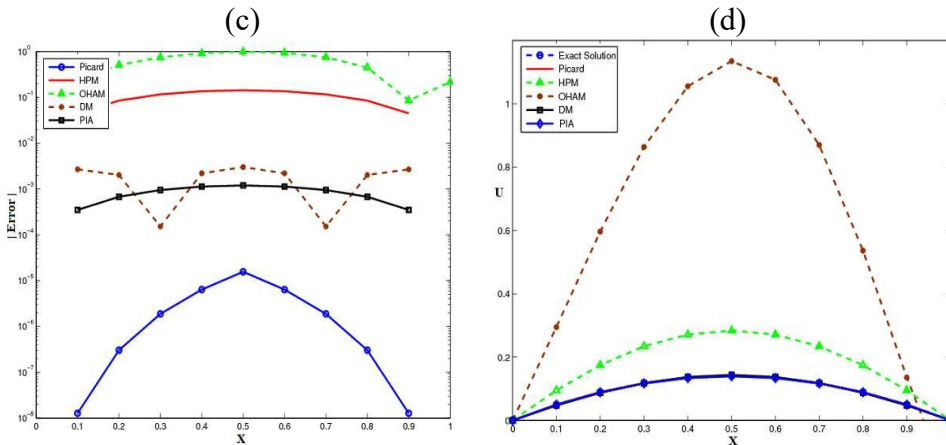 (c)
10^0
10^-1
10^-2
10^-3
10^-4
10^-5
10^-6
10^-7
10^-8
| Error |
Picard
HPM
OHAM
DM
PIA
0 0.1 0.2 0.3 0.4 0.5 0.6 0.7 0.8 0.9 1
X
(d)
Exact Solution
Picard
HPM
OHAM
DM
PIA
1
0.8
U
0.6
0.4
0.2
0
0 0.1 0.2 0.3 0.4 0.5 0.6 0.7 0.8 0.9
X